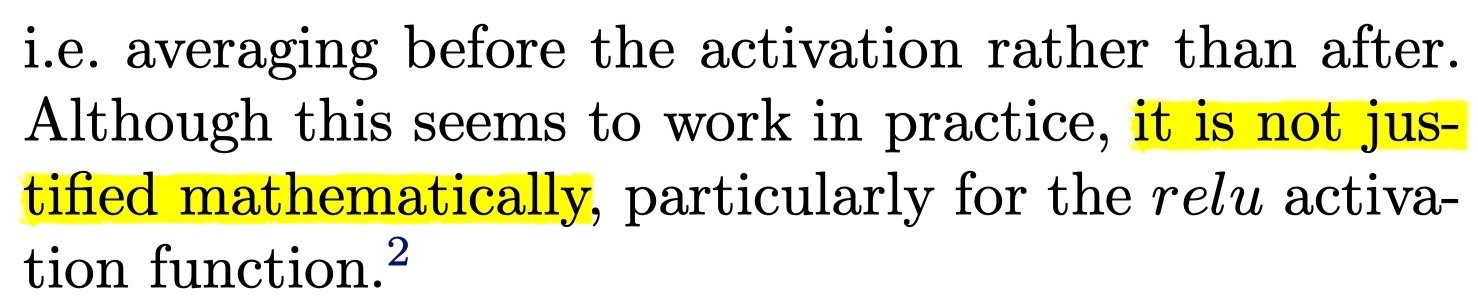 i.e. averaging before the activation rather than after.
Although this seems to work in practice, it is not jus-
tified mathematically, particularly for the relu activa-
tion function.2